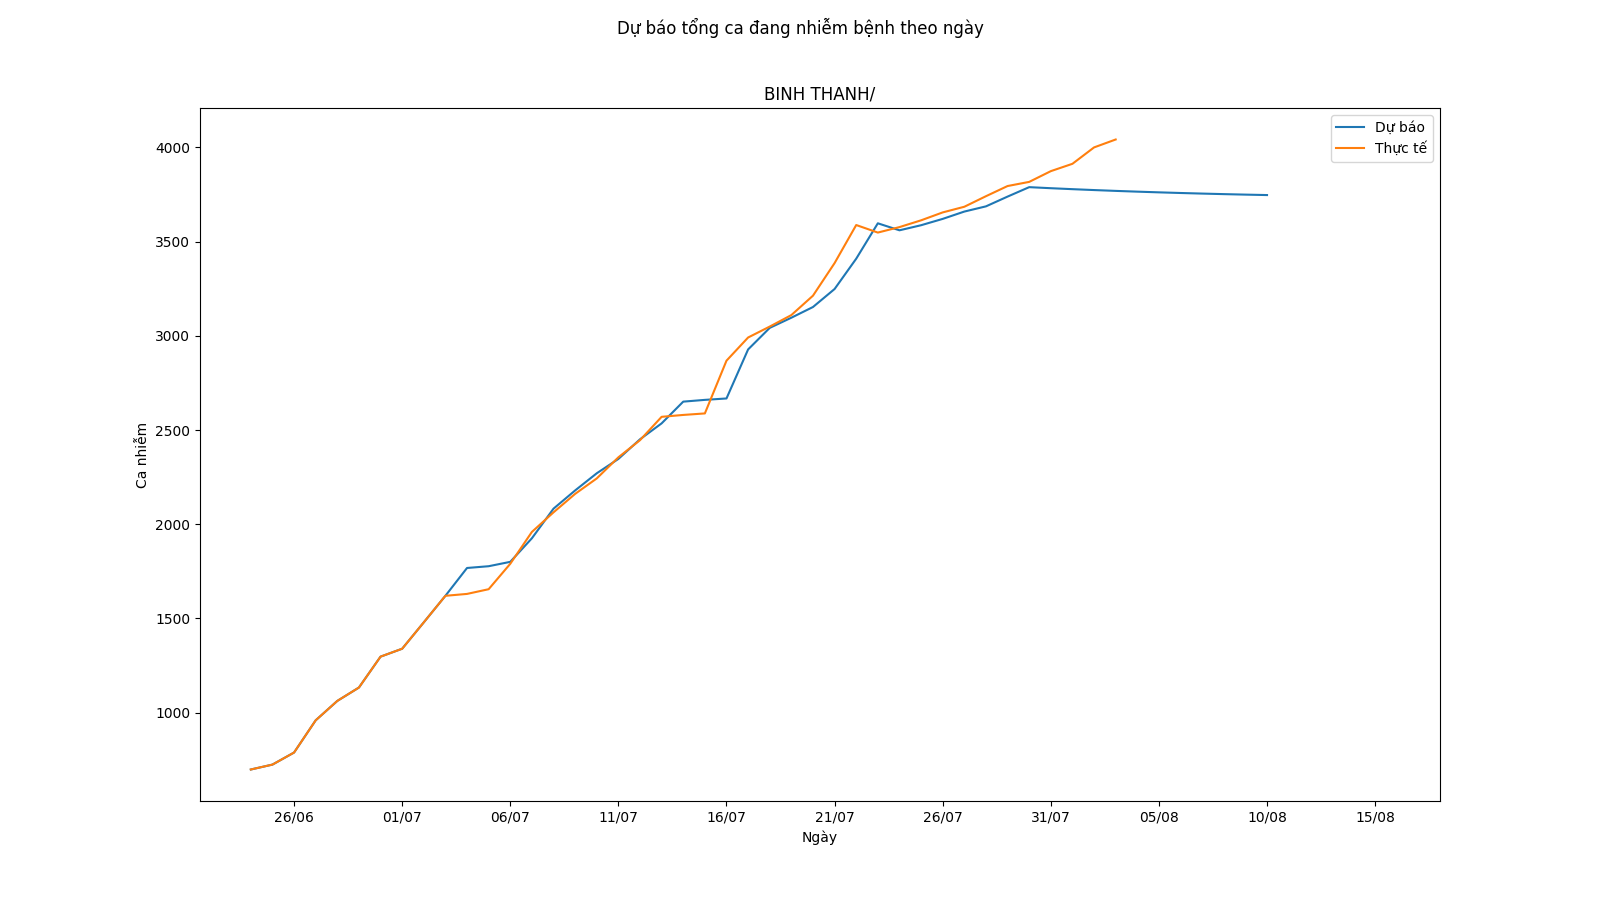 Dự báo tổng ca đang nhiễm bệnh theo ngày
BINH THANH/
Dự báo
Thực tế
4000
3500
3000
2500
2000
1500
1000
Ca nhiễm
26/06 01/07 06/07 11/07 16/07 21/07 26/07 31/07 05/08 10/08 15/08
Ngày